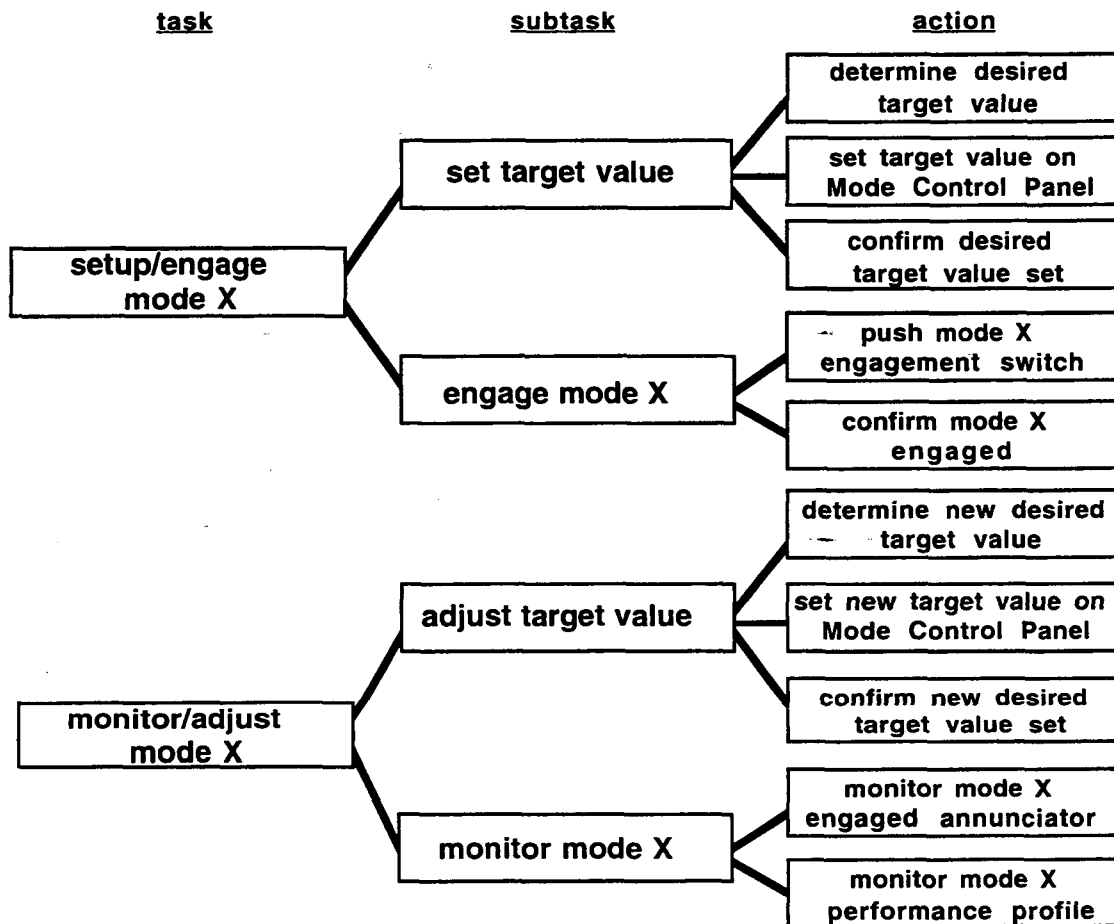 task
subtask
action
determine desired
target value
set target value
set target value on
Mode Control Panel
confirm desired
target value set
setup/engage
mode X
push mode X
engagement switch
engage mode X
confirm mode X
engaged
determine new desired
target value
adjust target value
set new target value on
Mode Control Panel
confirm new desired
target value set
monitor/adjust
mode X
monitor mode X
engaged annunciator
monitor mode X
monitor mode X
performance profile